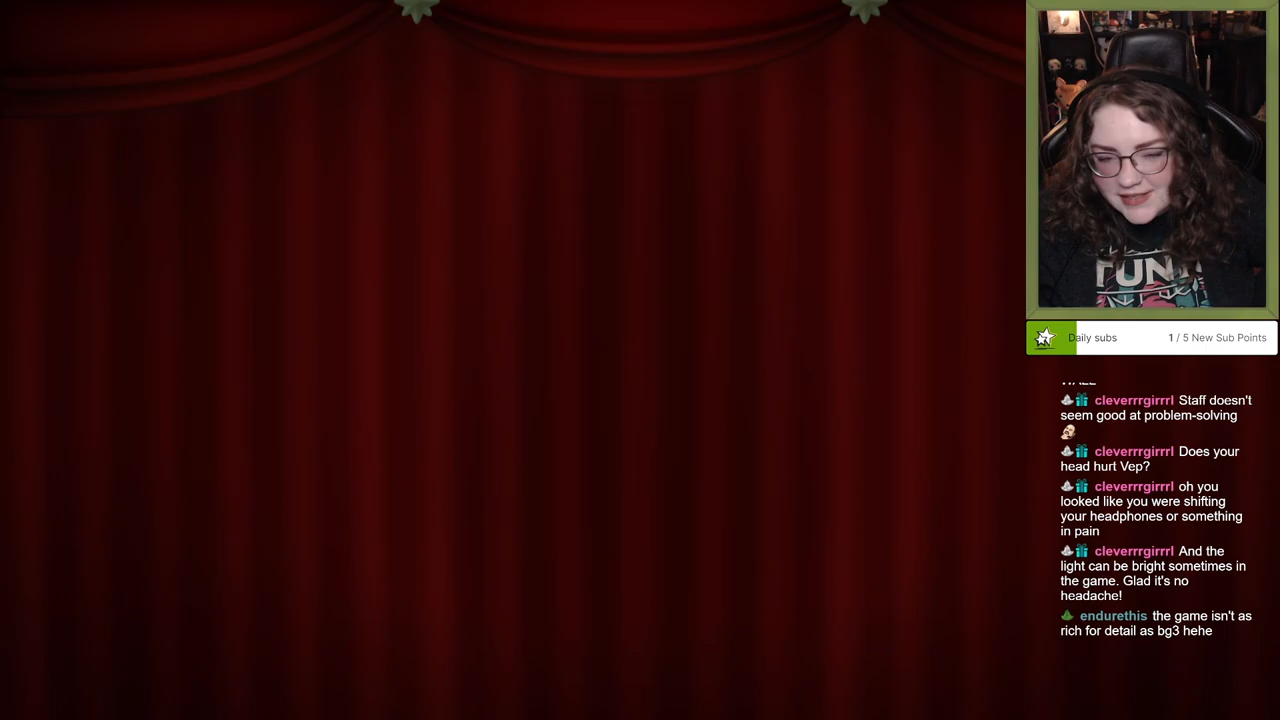 TUN
Daily subs 1 / 5 New Sub Points
cleverrrgirrrl Staff doesn't
seem good at problem-solving
cleverrrgirrrl Does your
head hurt Vep?
cleverrrgirrrl oh you
looked like you were shifting
your headphones or something
in pain
cleverrrgirrrl And the
light can be bright sometimes in
the game. Glad it's no
headache!
endurethis the game isn't as
rich for detail as bg3 hehe